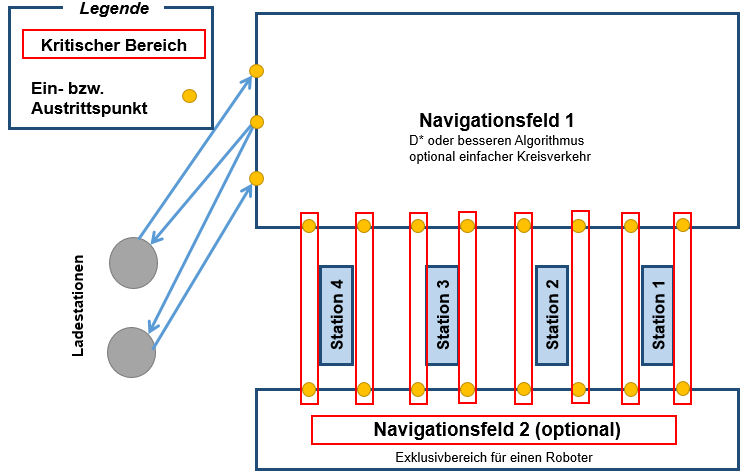 Legende
Kritischer Bereich
Ein- bzw.
Austrittspunkt
Navigationsfeld 1
D* oder besseren Algorithmus
optional einfacher Kreisverkehr
Ladestationen
Station 4
Station 3
Station 2
Station 1
Navigationsfeld 2 (optional)
Exklusivbereich für einen Roboter